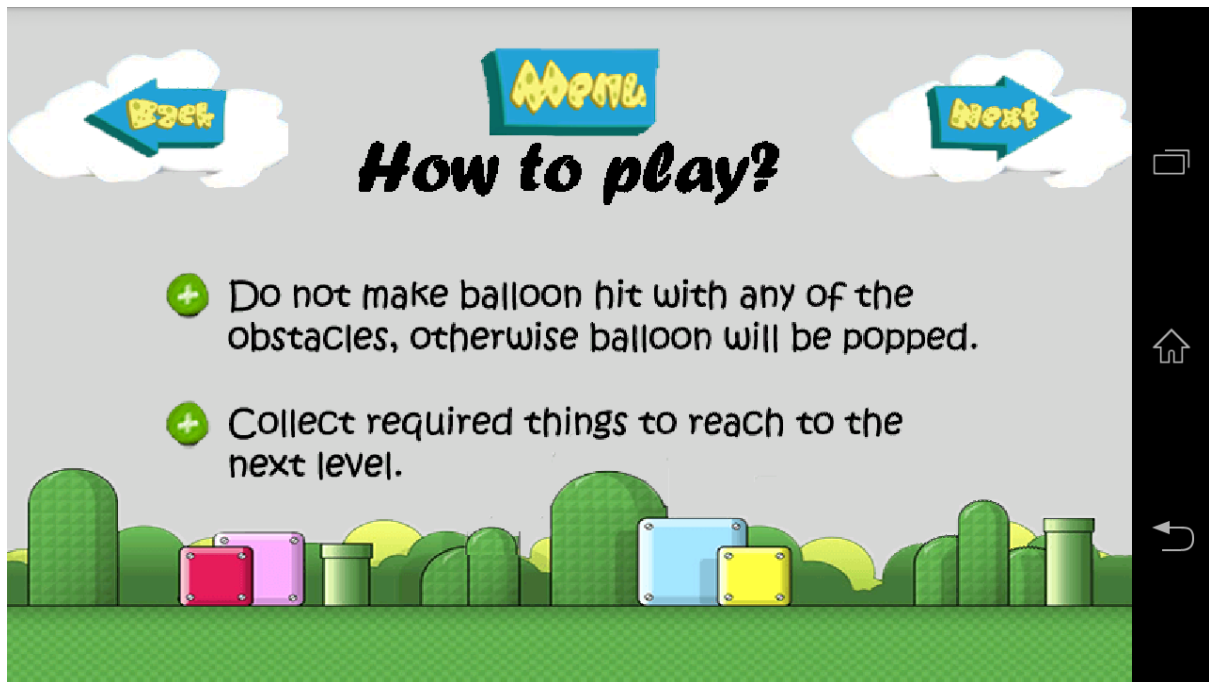 Back
Menu
Next
How to play?
Do not make balloon hit with any of the
obstacles, otherwise balloon will be popped.
Collect required things to reach to the
next level.